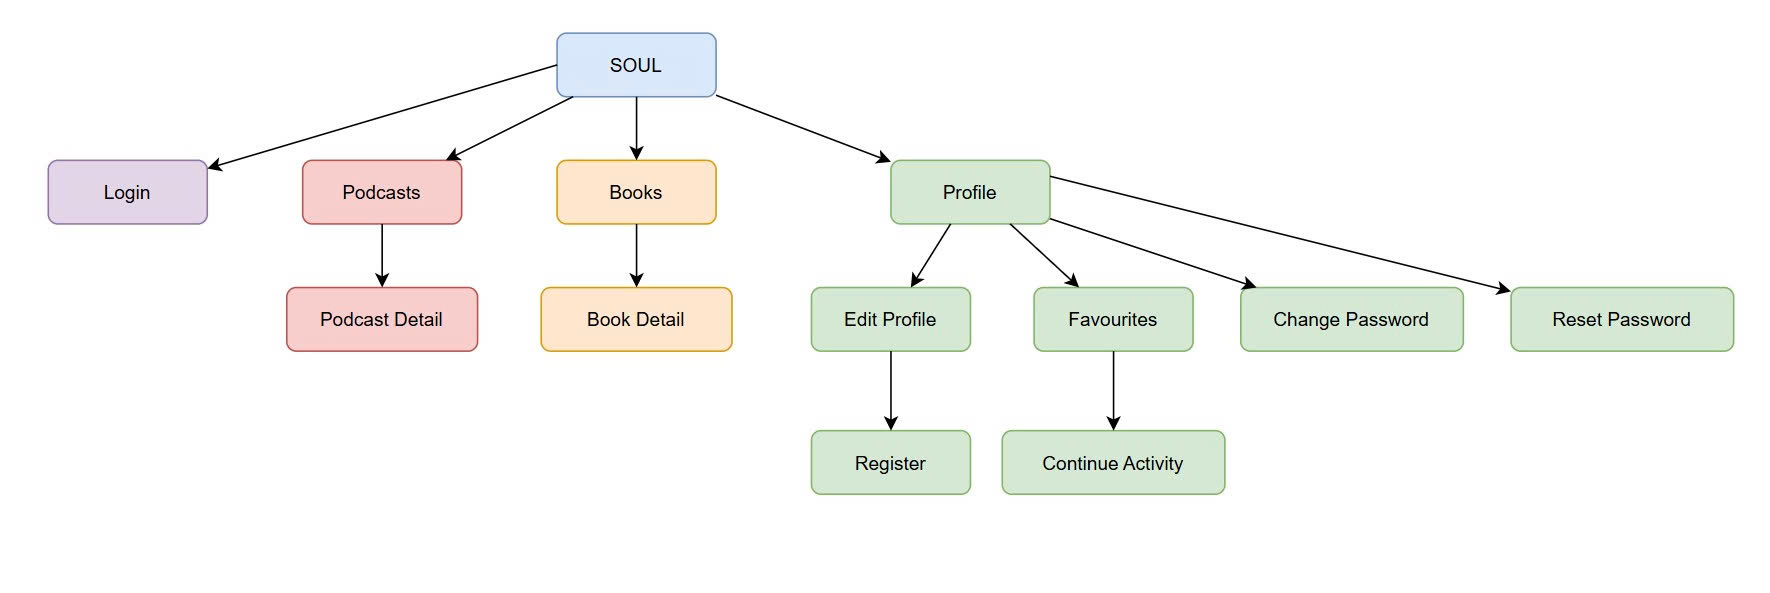 SOUL
Login
Podcasts
Books
Profile
Podcast Detail
Book Detail
Edit Profile
Favourites
Change Password
Reset Password
Register
Continue Activity